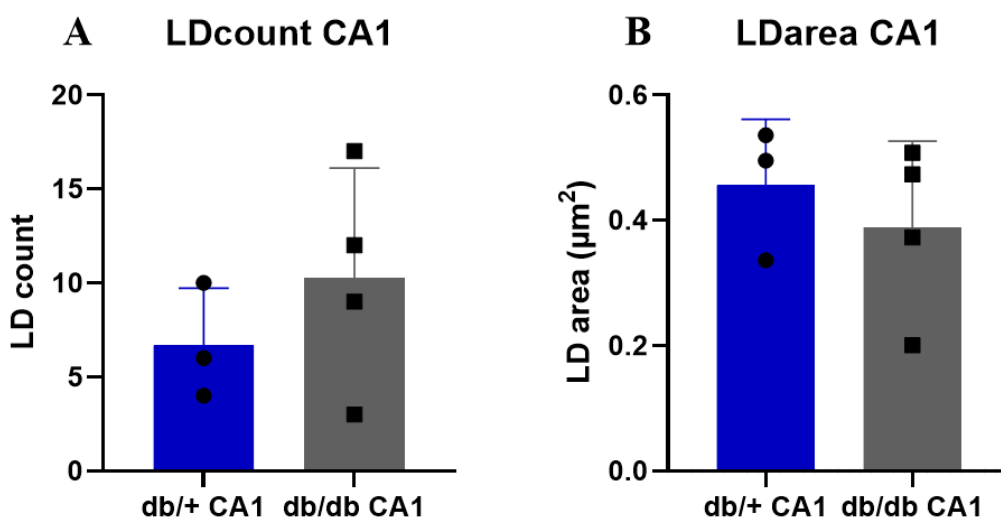 A LDcount CA1
20
15
10
5
0
LD count
db/+ CA1 db/db CA1
B LDarea CA1
0.6
0.4
0.2
0.0
LD area (µm²)
db/+ CA1 db/db CA1